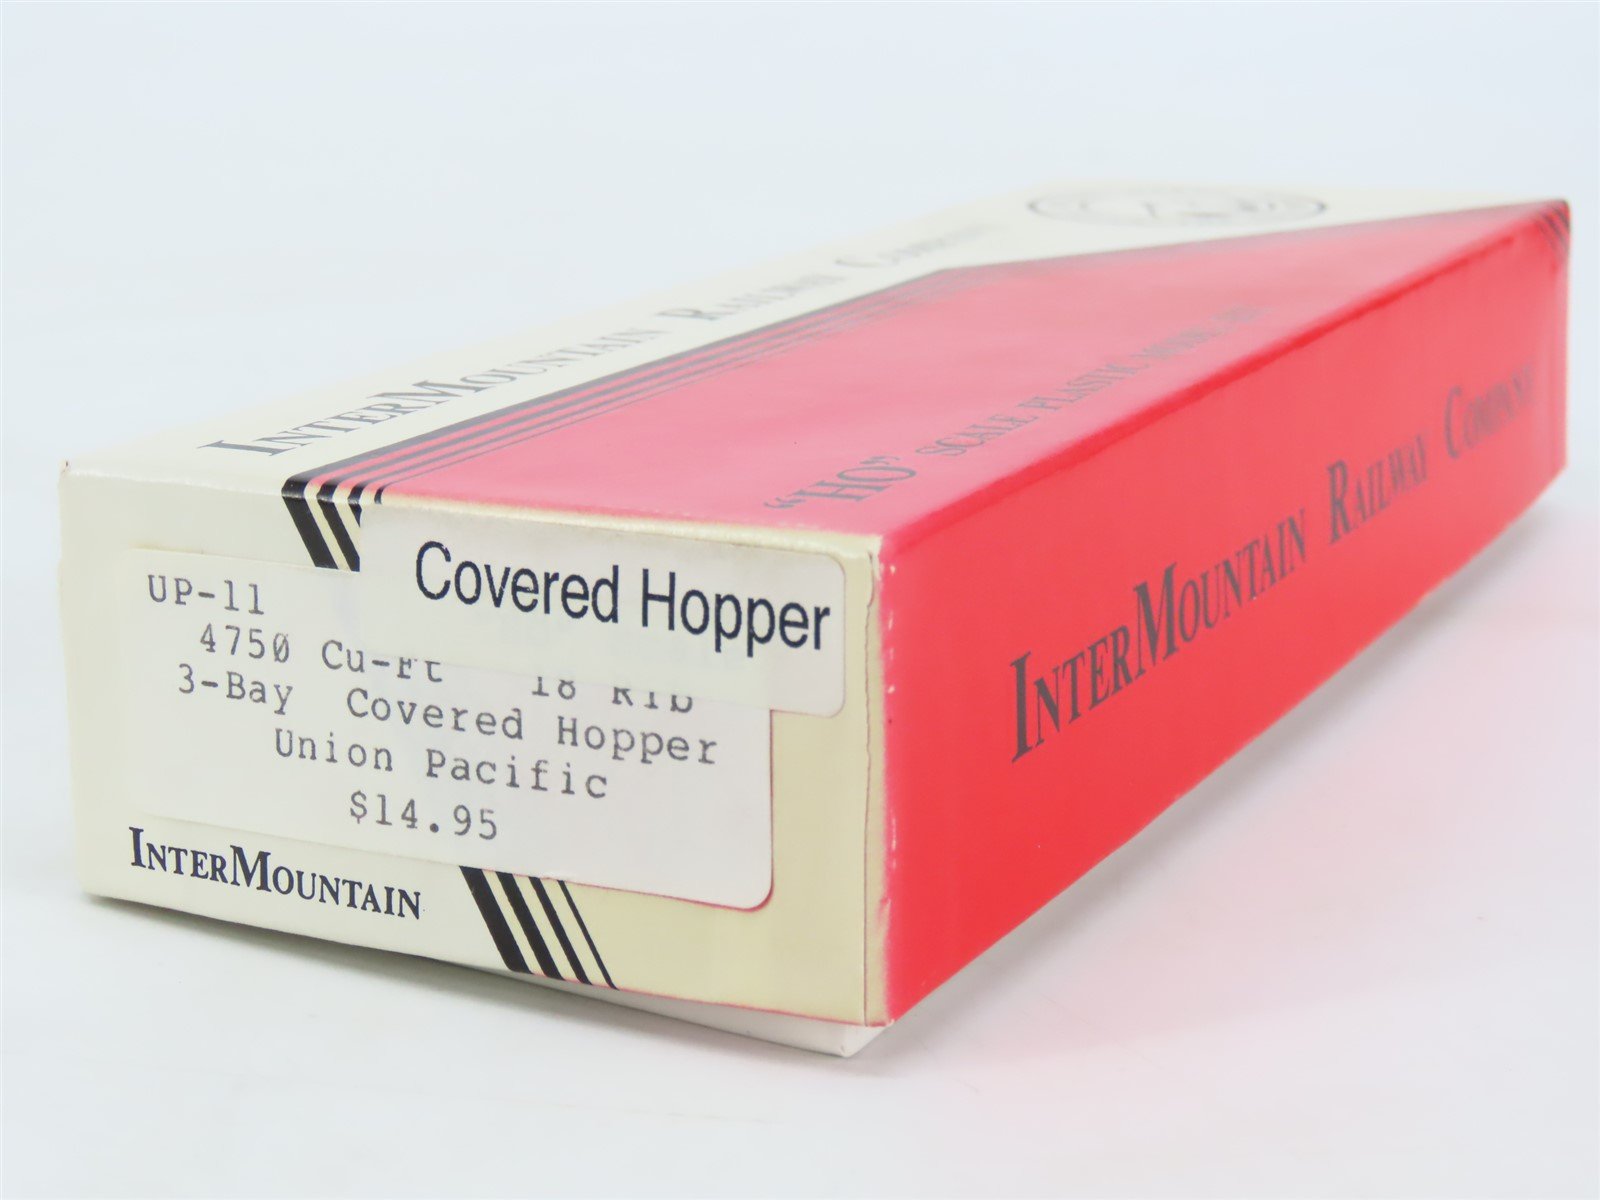 INTERMOUNTAIN RAILWAY COMPANY
"HO" SCALE PLASTIC MODEL KIT
INTERMOUNTAIN RAILWAY COMPANY
Covered Hopper
UP-11
4750 Cu-Ft 18 Rib
3-Bay Covered Hopper
Union Pacific
$14.95
INTERMOUNTAIN